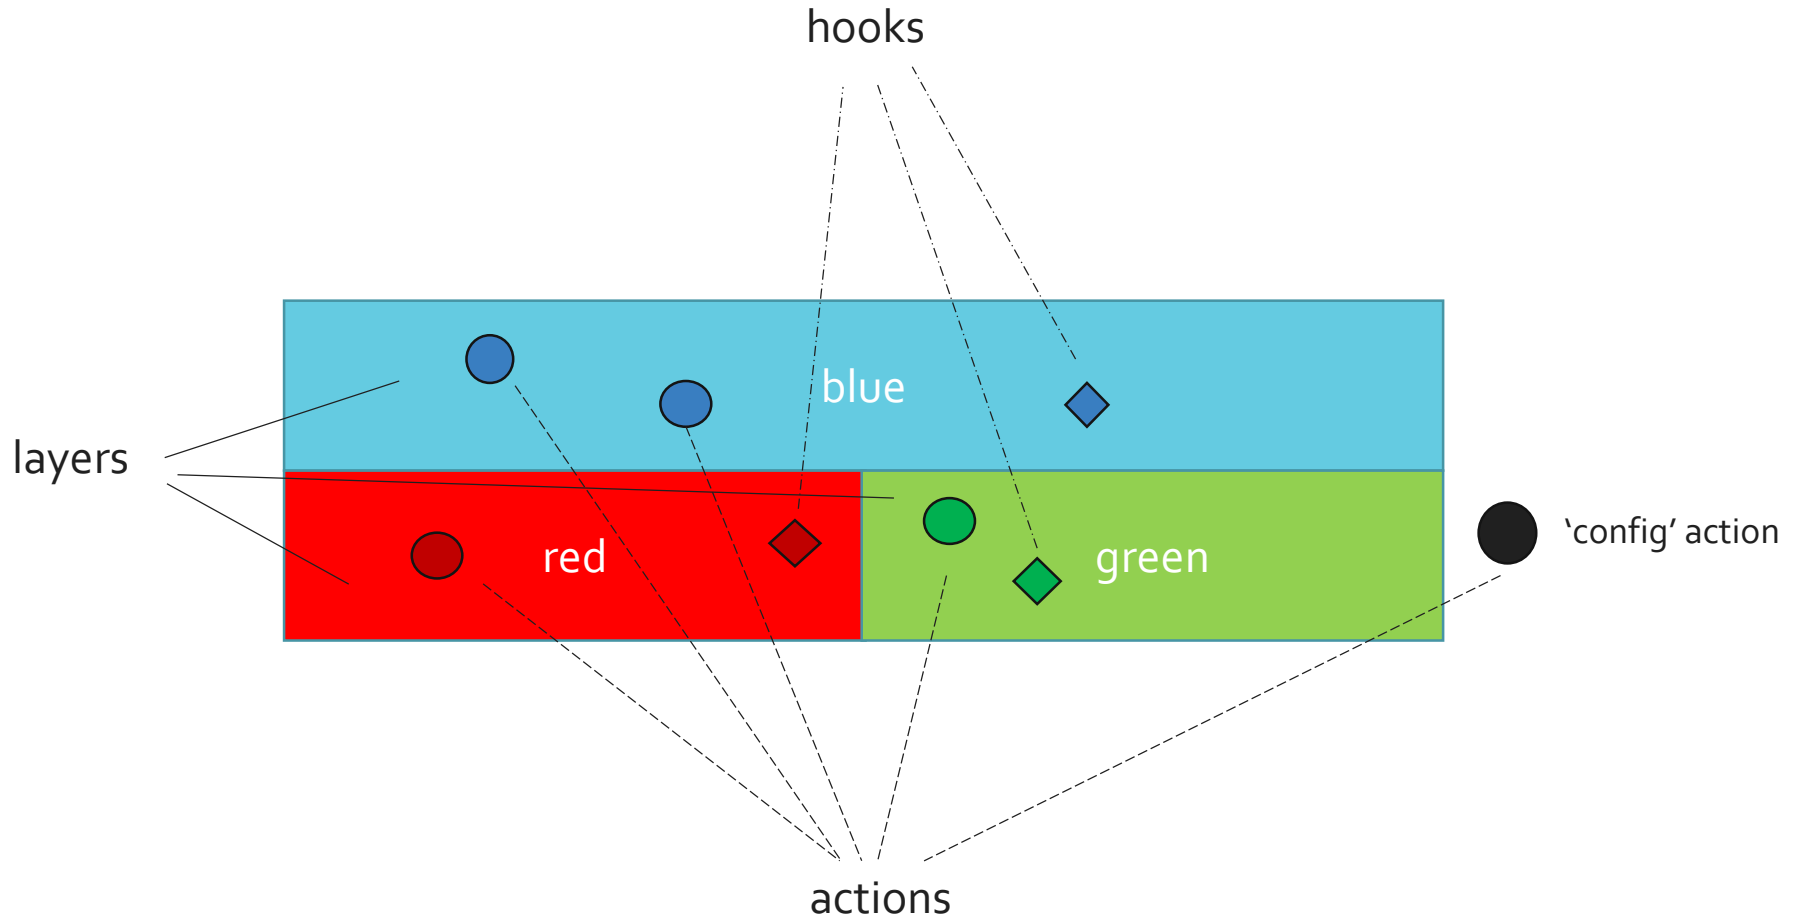 hooks
blue
layers
red
green
‘config’ action
actions